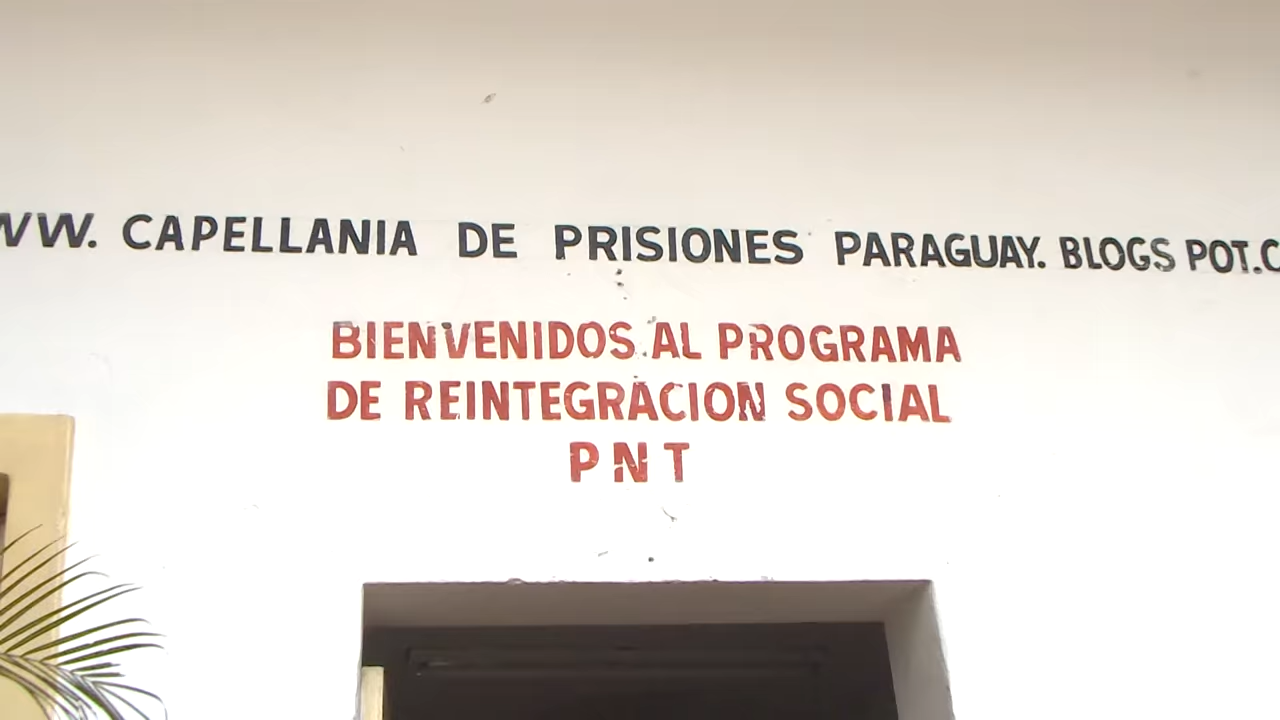 WW. CAPELLANIA DE PRISIONES PARAGUAY. BLOGS POT.C
BIENVENIDOS AL PROGRAMA
DE REINTEGRACION SOCIAL
PNT